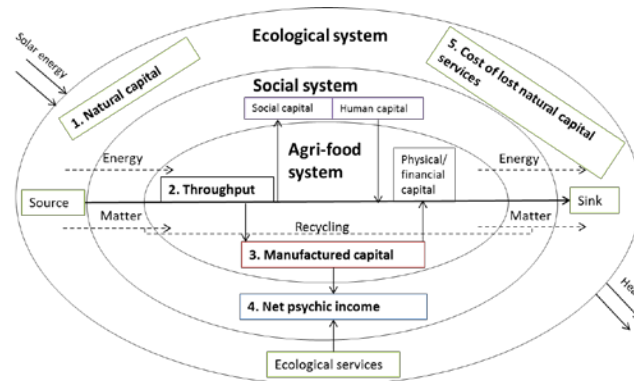 Ecological system
Solar energy
1. Natural capital
5. Cost of lost natural capital
services
Social system
Social capital
Human capital
Agri-food
system
Physical/
financial
capital
Energy
Energy
2. Throughput
Source
Sink
Matter
Matter
Recycling
3. Manufactured capital
4. Net psychic income
Ecological services